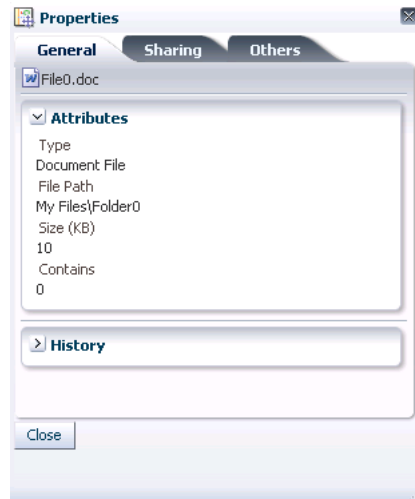 Properties
General Sharing Others
File0.doc
Attributes
Type
Document File
File Path
My Files\Folder0
Size (KB)
10
Contains
0
History
Close